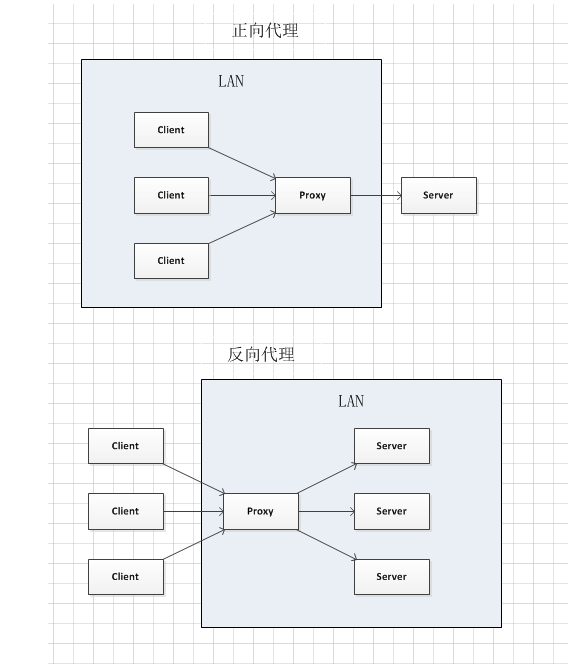 正向代理
LAN
Client
Client
Proxy
Server
Client
反向代理
LAN
Client
Server
Client
Proxy
Server
Client
Server